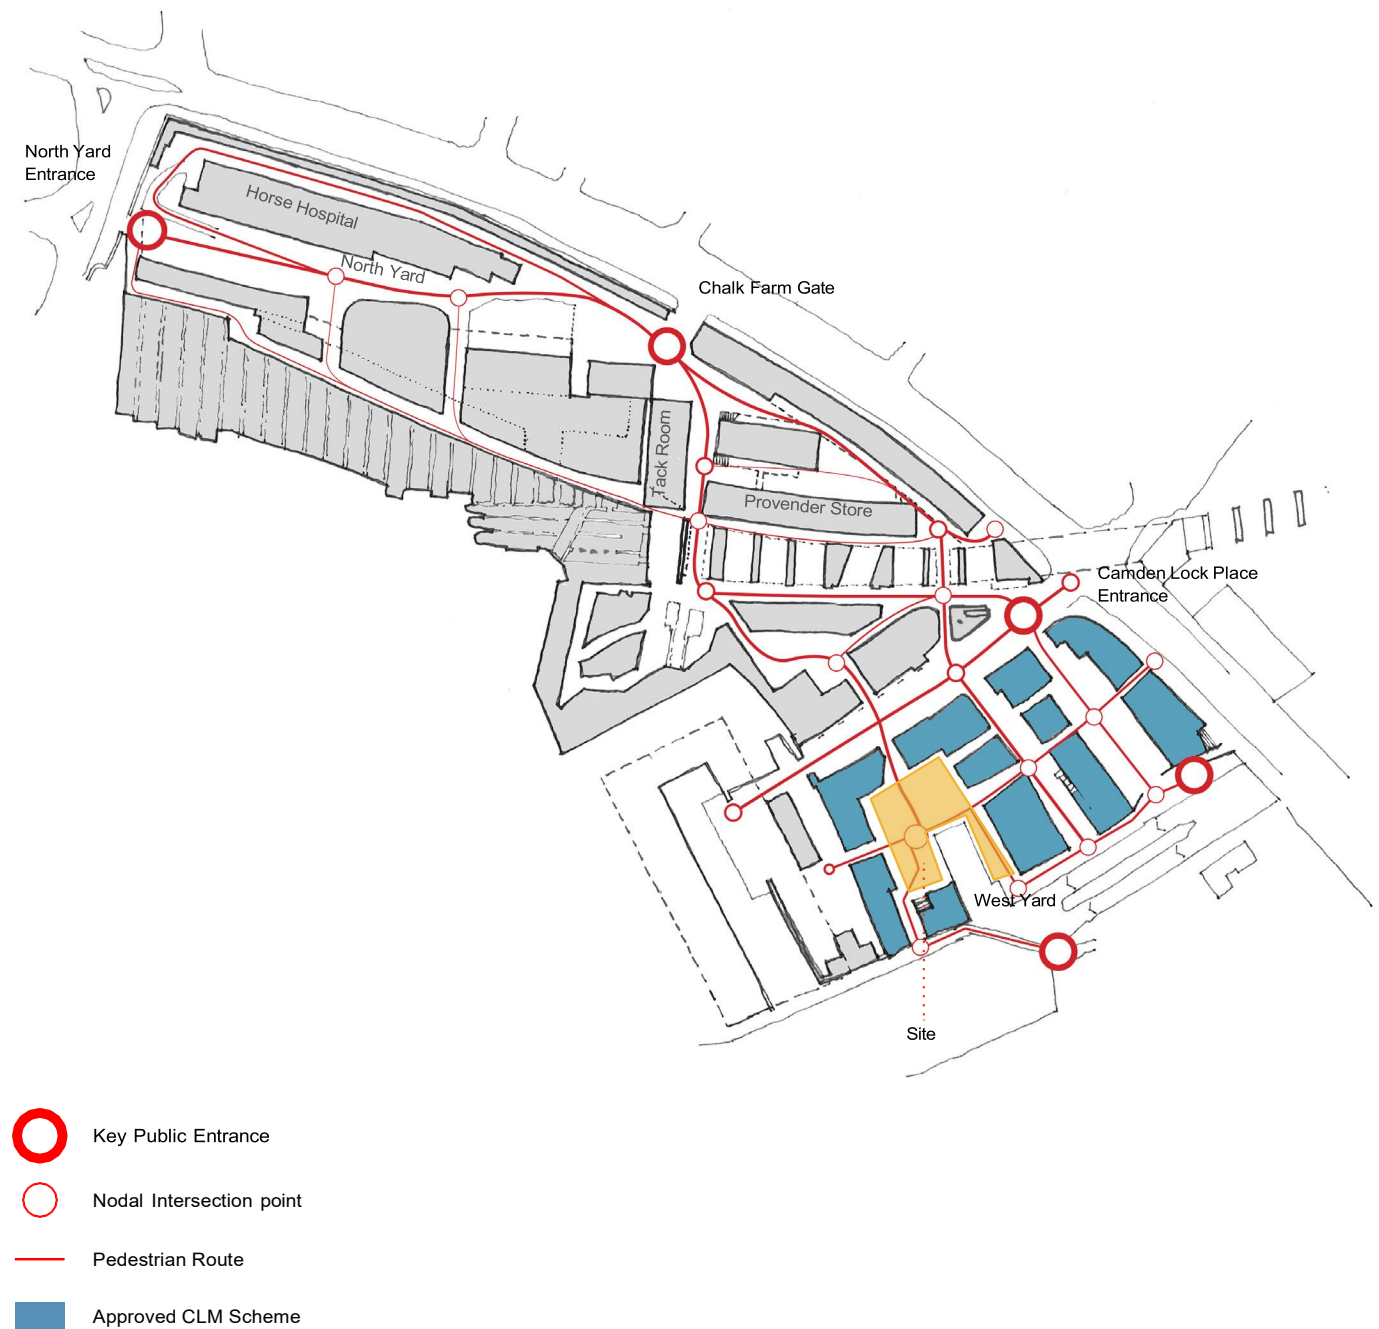 North Yard
Entrance
Horse Hospital
North Yard
Chalk Farm Gate
Tack Room
Provender Store
Camden Lock Place
Entrance
West Yard
Site
Key Public Entrance
Nodal Intersection point
Pedestrian Route
Approved CLM Scheme